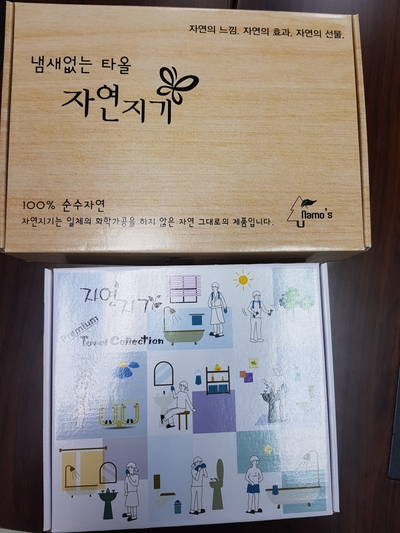 자연의 느낌, 자연의 효과, 자연의 선물,
냄새없는 타올
자연지기
100% 순수자연
자연지기는 일체의 화학가공을 하지 않은 자연 그대로의 제품입니다.
Namo's
자연
지기
Premium
Towel Collection